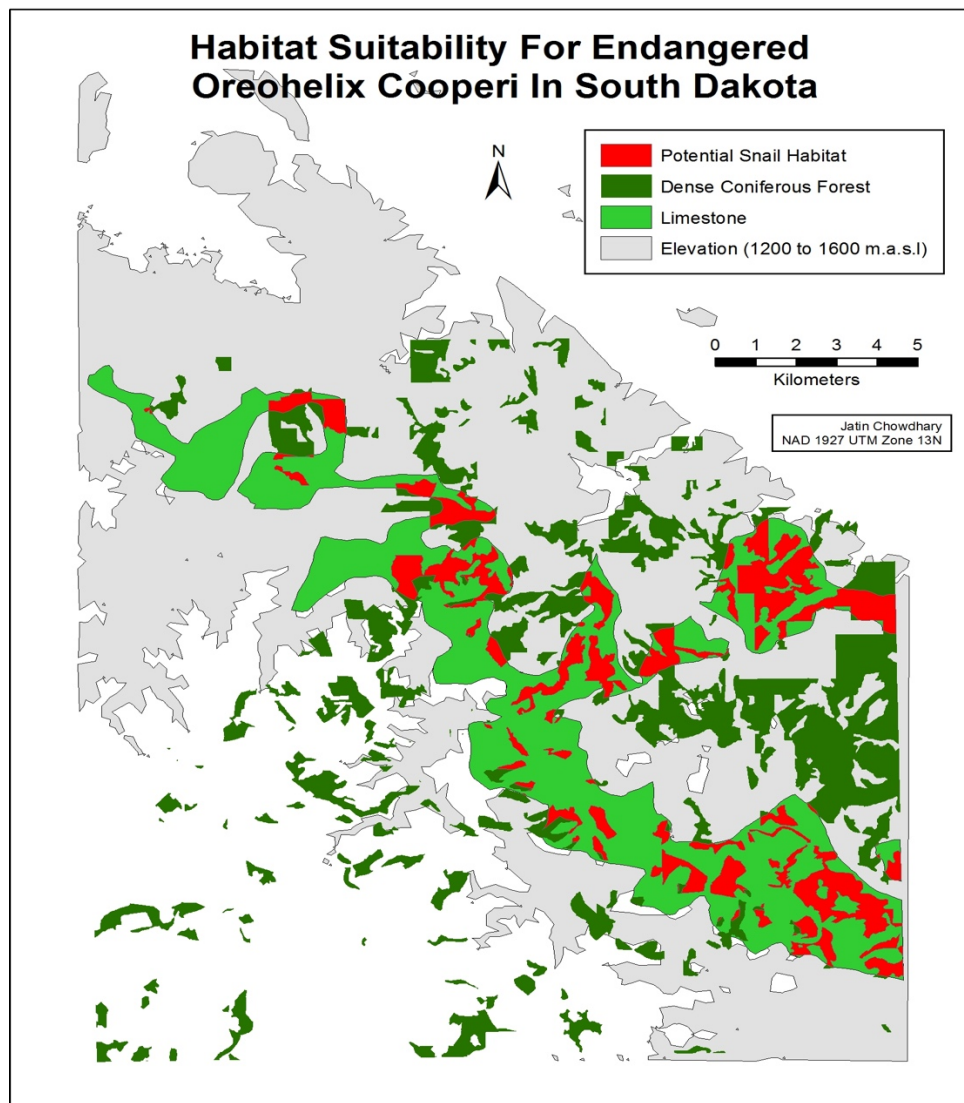 Habitat Suitability For Endangered
Oreohelix Cooperi In South Dakota
N
Potential Snail Habitat
Dense Coniferous Forest
Limestone
Elevation (1200 to 1600 m.a.s.l)
0 1 2 3 4 5
Kilometers
Jatin Chowdhary
NAD 1927 UTM Zone 13N